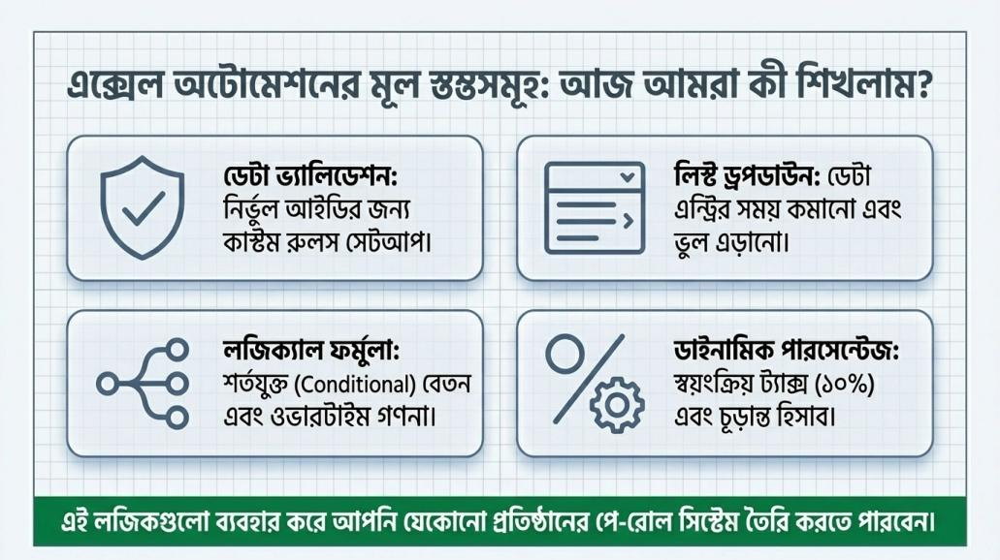 এক্সেল অটোমেশনের মূল স্তম্ভসমূহ: আজ আমরা কী শিখলাম?
ডেটা ভ্যালিডেশন:
নির্ভুল আইডির জন্য
কাস্টম রুলস সেটআপ।
লিস্ট ড্রপডাউন: ডেটা
এন্ট্রির সময় কমানো এবং
ভুল এড়ানো।
লজিক্যাল ফর্মুলা:
শর্তযুক্ত (Conditional) বেতন
এবং ওভারটাইম গণনা।
ডাইনামিক পারসেন্টেজ:
স্বয়ংক্রিয় ট্যাক্স (১০%)
এবং চূড়ান্ত হিসাব।
এই লজিকগুলো ব্যবহার করে আপনি যেকোনো প্রতিষ্ঠানের পে-রোল সিস্টেম তৈরি করতে পারবেন।